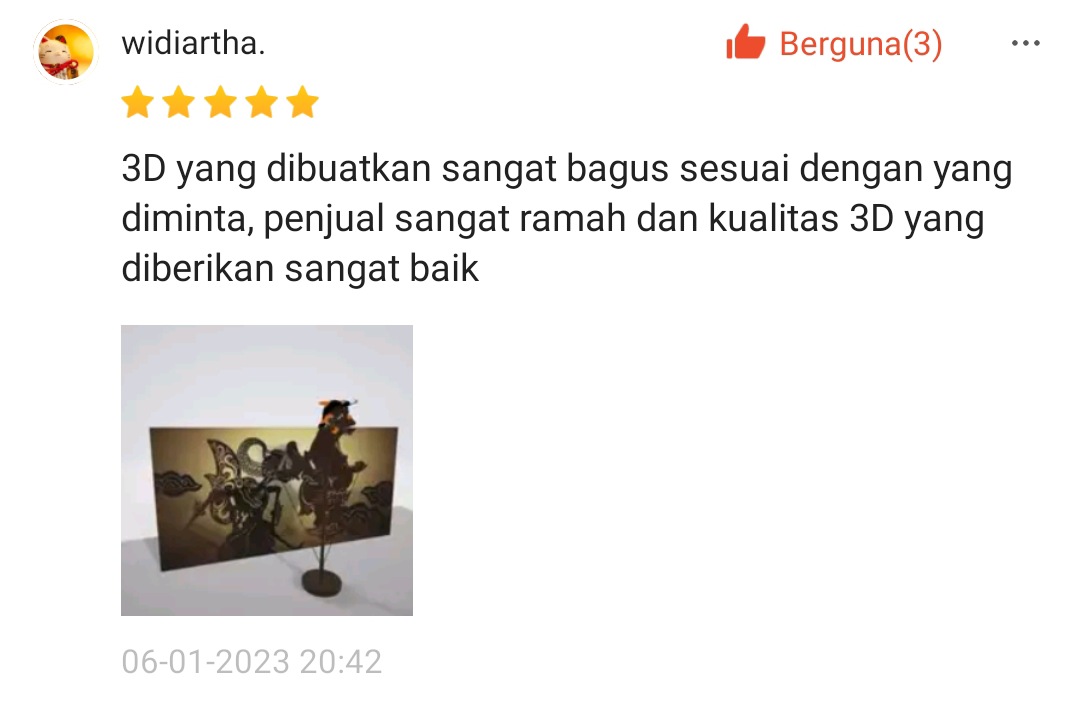 widiartha.
Berguna(3)
3D yang dibuatkan sangat bagus sesuai dengan yang
diminta, penjual sangat ramah dan kualitas 3D yang
diberikan sangat baik
06-01-2023 20:42